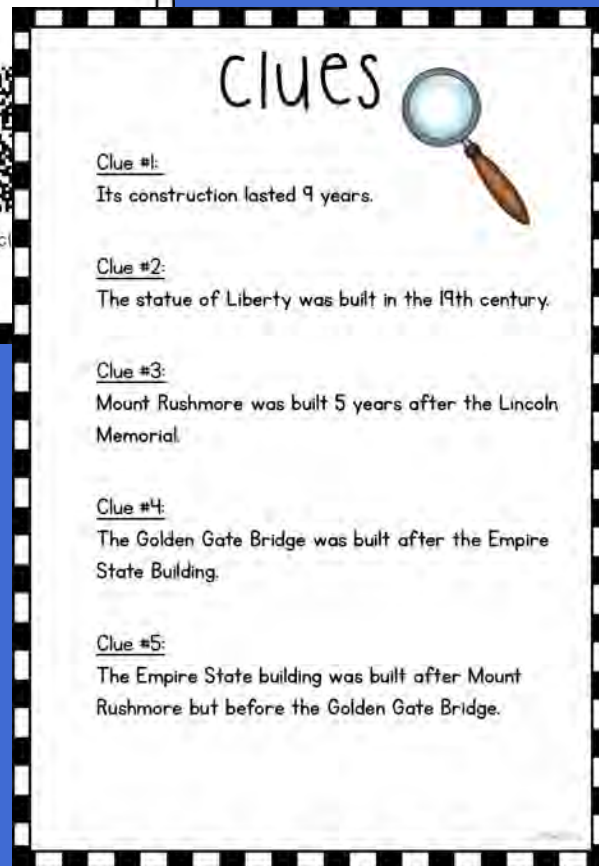 clues
Clue #1:
Its construction lasted 9 years.
Clue #2:
The statue of Liberty was built in the 19th century.
Clue #3:
Mount Rushmore was built 5 years after the Lincoln
Memorial.
Clue #4:
The Golden Gate Bridge was built after the Empire
State Building.
Clue #5:
The Empire State building was built after Mount
Rushmore but before the Golden Gate Bridge.